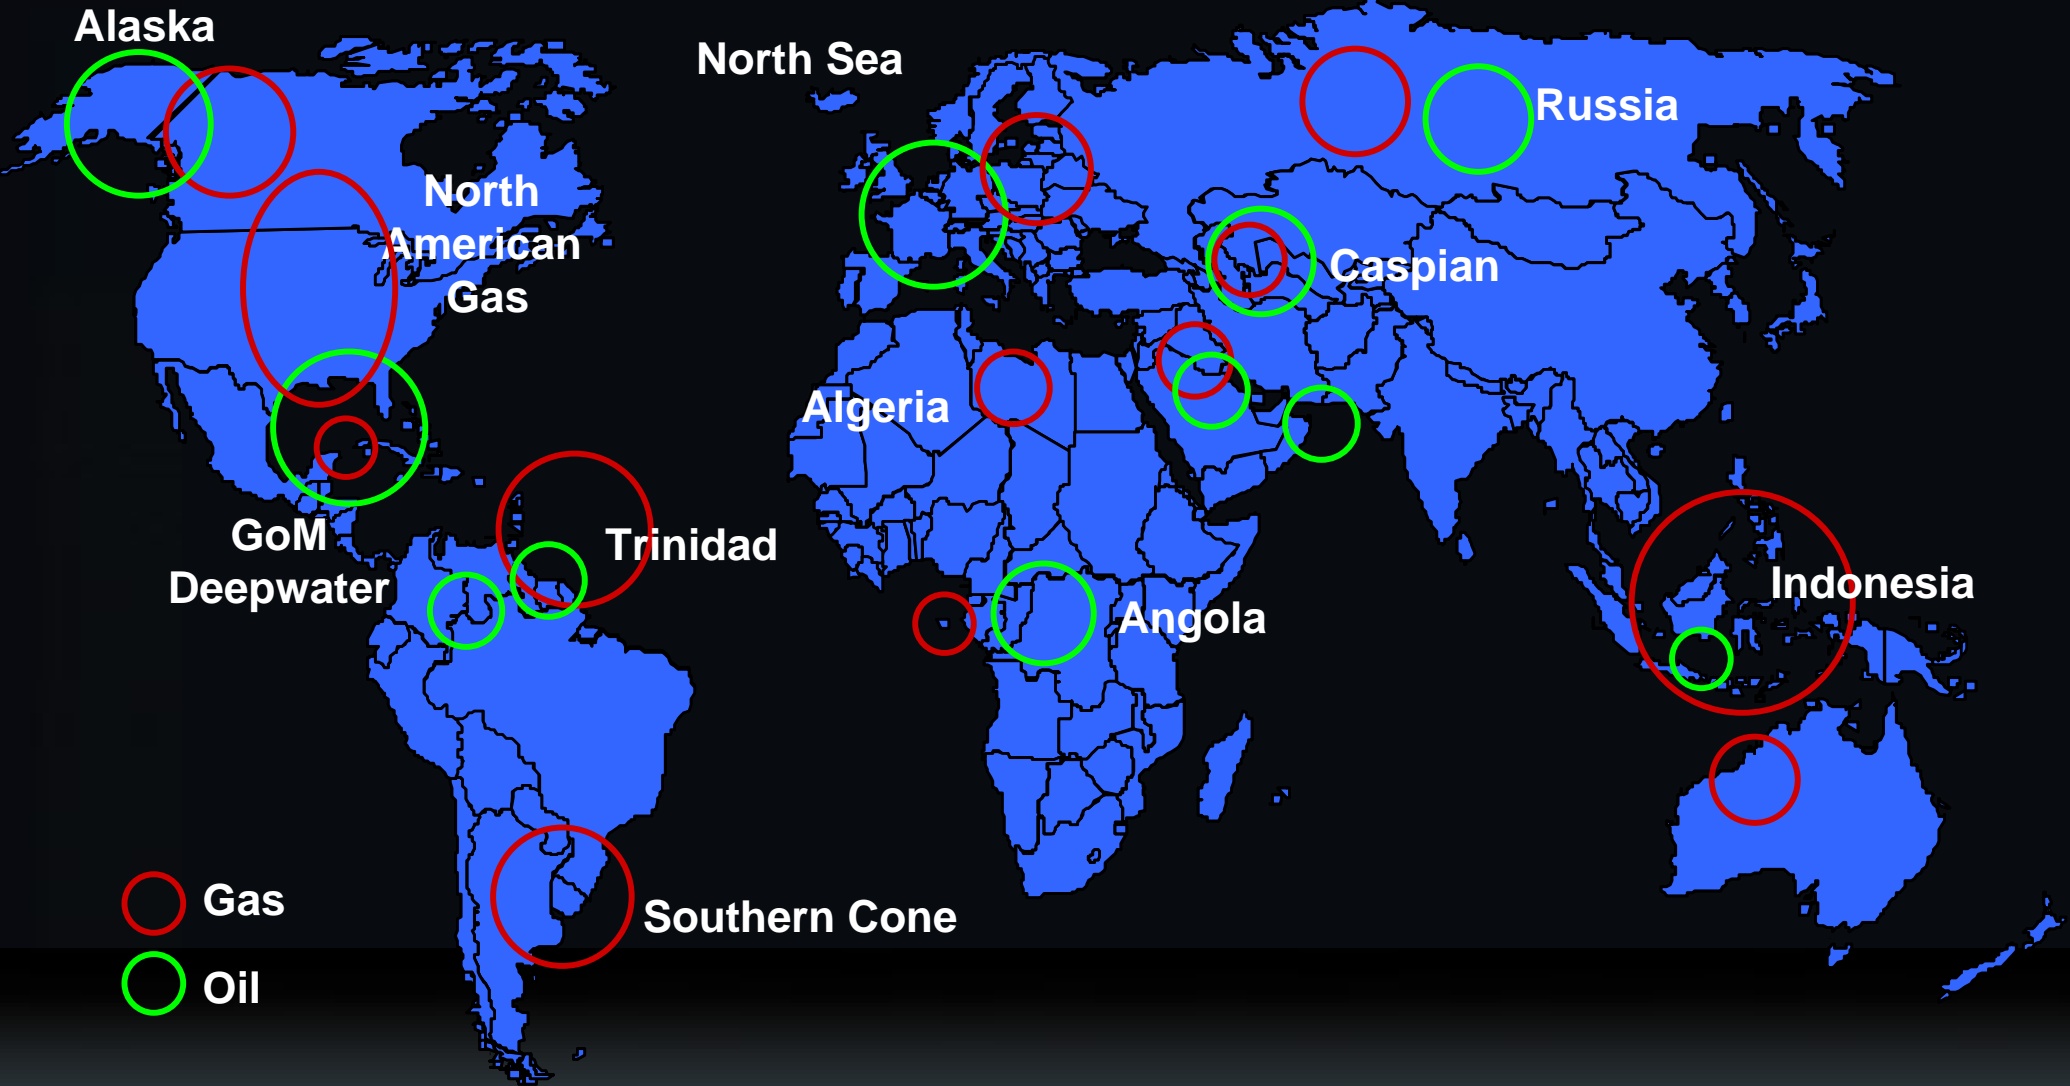 Alaska
North Sea
Russia
North
American
Gas
Caspian
Algeria
GoM
Deepwater
Trinidad
Angola
Indonesia
Southern Cone
Gas
Oil